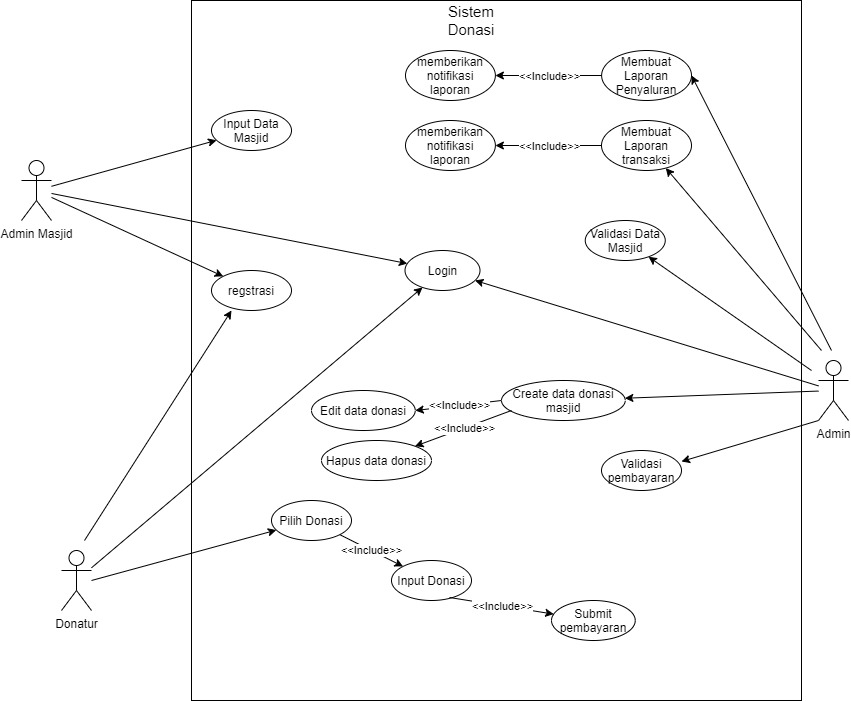 Sistem
Donasi
memberikan
notifikasi
laporan
<<Include>>
Membuat
Laporan
Penyaluran
Input Data
Masjid
memberikan
notifikasi
laporan
<<Include>>
Membuat
Laporan
transaksi
Admin Masjid
Validasi Data
Masjid
Login
regstrasi
Edit data donasi
<<Include>>
Create data donasi
masjid
Admin
<<Include>>
Hapus data donasi
Validasi
pembayaran
Pilih Donasi
<<Include>>
Input Donasi
<<Include>>
Submit
pembayaran
Donatur